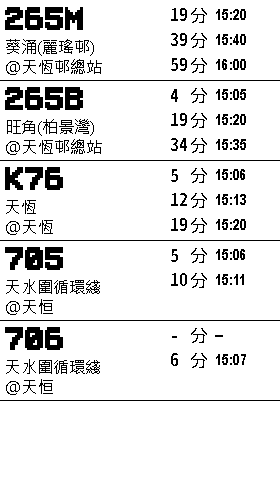 265M
19 分 15:20
葵涌(麗瑤邨)
39 分 15:40
@天恆邨總站
59 分 16:00
265B
4 分 15:05
旺角(柏景灣)
19 分 15:20
@天恆邨總站
34 分 15:35
K76
5 分 15:06
天恆
12 分 15:13
@天恆
19 分 15:20
705
5 分 15:06
天水圍循環綫
10 分 15:11
@天恒
706
- 分 –
天水圍循環綫
6 分 15:07
@天恒